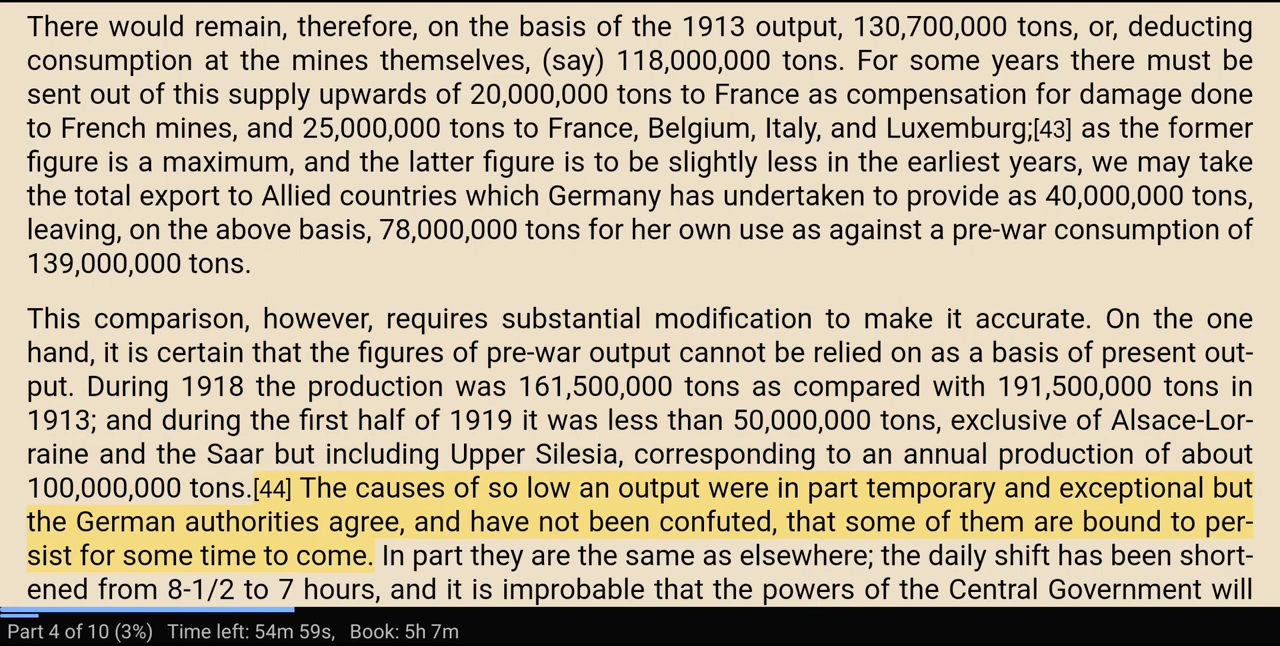 There would remain, therefore, on the basis of the 1913 output, 130,700,000 tons, or, deducting
consumption at the mines themselves, (say) 118,000,000 tons. For some years there must be
sent out of this supply upwards of 20,000,000 tons to France as compensation for damage done
to French mines, and 25,000,000 tons to France, Belgium, Italy, and Luxemburg;[43] as the former
figure is a maximum, and the latter figure is to be slightly less in the earliest years, we may take
the total export to Allied countries which Germany has undertaken to provide as 40,000,000 tons,
leaving, on the above basis, 78,000,000 tons for her own use as against a pre-war consumption of
139,000,000 tons.
This comparison, however, requires substantial modification to make it accurate. On the one
hand, it is certain that the figures of pre-war output cannot be relied on as a basis of present out-
put. During 1918 the production was 161,500,000 tons as compared with 191,500,000 tons in
1913; and during the first half of 1919 it was less than 50,000,000 tons, exclusive of Alsace-Lor-
raine and the Saar but including Upper Silesia, corresponding to an annual production of about
100,000,000 tons.[44] The causes of so low an output were in part temporary and exceptional but
the German authorities agree, and have not been confuted, that some of them are bound to per-
sist for some time to come. In part they are the same as elsewhere; the daily shift has been short-
ened from 8-1/2 to 7 hours, and it is improbable that the powers of the Central Government will
Part 4 of 10 (3%) Time left: 54m 59s, Book: 5h 7m